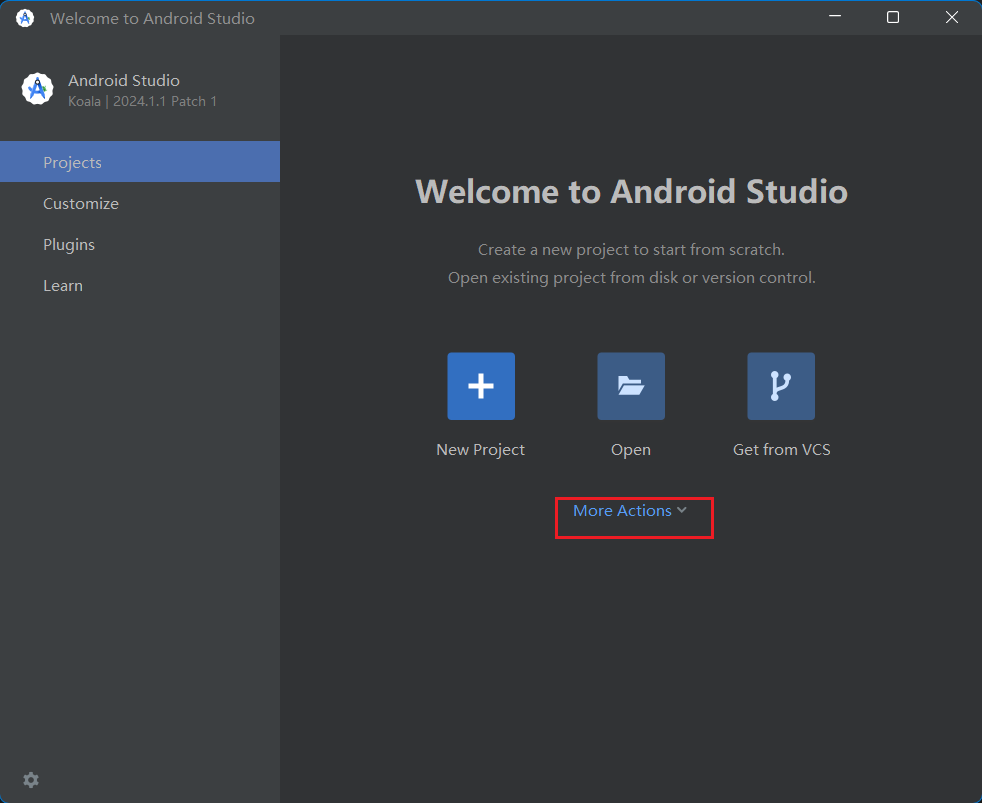 Welcome to Android Studio
Android Studio
Koala | 2024.1.1 Patch 1
Projects
Customize
Plugins
Learn
Welcome to Android Studio
Create a new project to start from scratch.
Open existing project from disk or version control.
New Project
Open
Get from VCS
More Actions